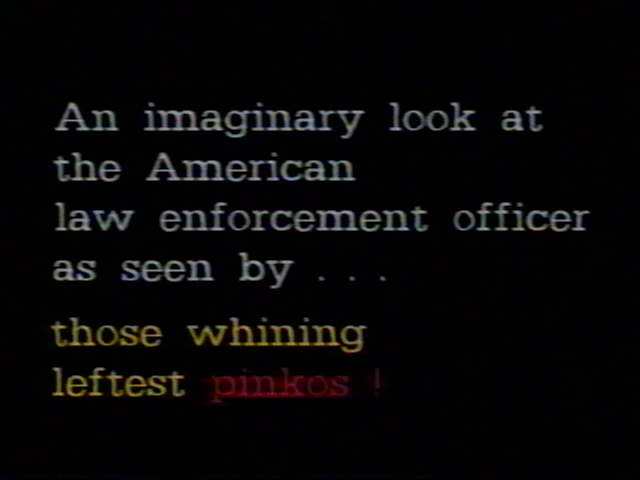 An imaginary look at
the American
law enforcement officer
as seen by . . .
those whining
leftest pinkos !